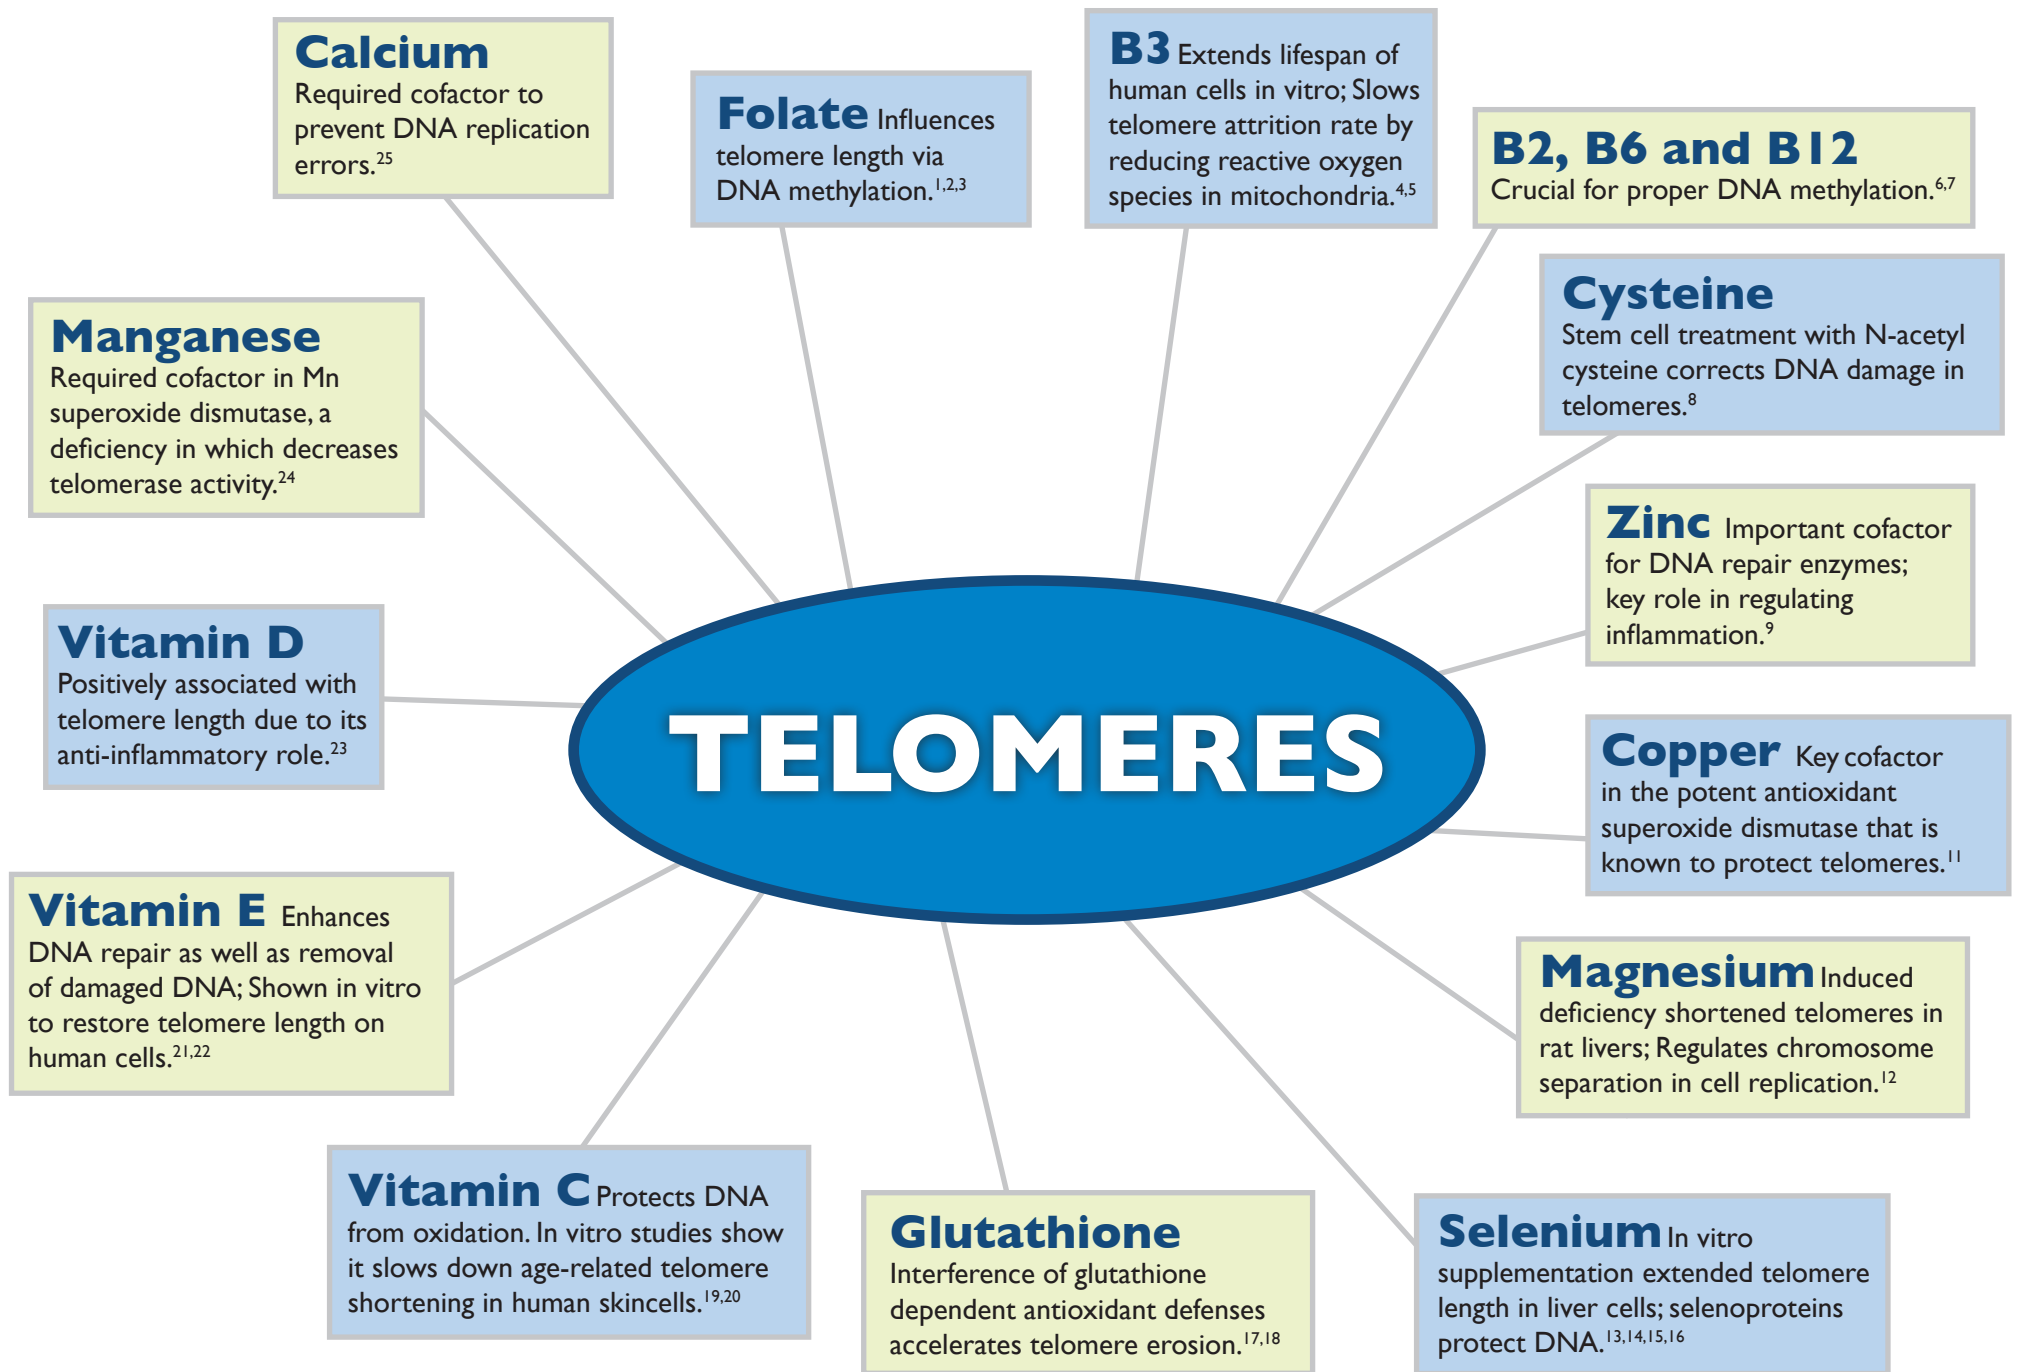 Calcium
Required cofactor to
prevent DNA replication
errors.25
Folate Influences
telomere length via
DNA methylation.1,2,3
B3 Extends lifespan of
human cells in vitro; Slows
telomere attrition rate by
reducing reactive oxygen
species in mitochondria.4,5
B2, B6 and B12
Crucial for proper DNA methylation.6,7
Cysteine
Stem cell treatment with N-acetyl
cysteine corrects DNA damage in
telomeres.8
Manganese
Required cofactor in Mn
superoxide dismutase, a
deficiency in which decreases
telomerase activity.24
Zinc Important cofactor
for DNA repair enzymes;
key role in regulating
inflammation.9
Vitamin D
Positively associated with
telomere length due to its
anti-inflammatory role.23
TELOMERES
Copper Key cofactor
in the potent antioxidant
superoxide dismutase that is
known to protect telomeres.11
Vitamin E Enhances
DNA repair as well as removal
of damaged DNA; Shown in vitro
to restore telomere length on
human cells.21,22
Magnesium Induced
deficiency shortened telomeres in
rat livers; Regulates chromosome
separation in cell replication.12
Vitamin C Protects DNA
from oxidation. In vitro studies show
it slows down age-related telomere
shortening in human skincells.19,20
Glutathione
Interference of glutathione
dependent antioxidant defenses
accelerates telomere erosion.17,18
Selenium In vitro
supplementation extended telomere
length in liver cells; selenoproteins
protect DNA.13,14,15,16